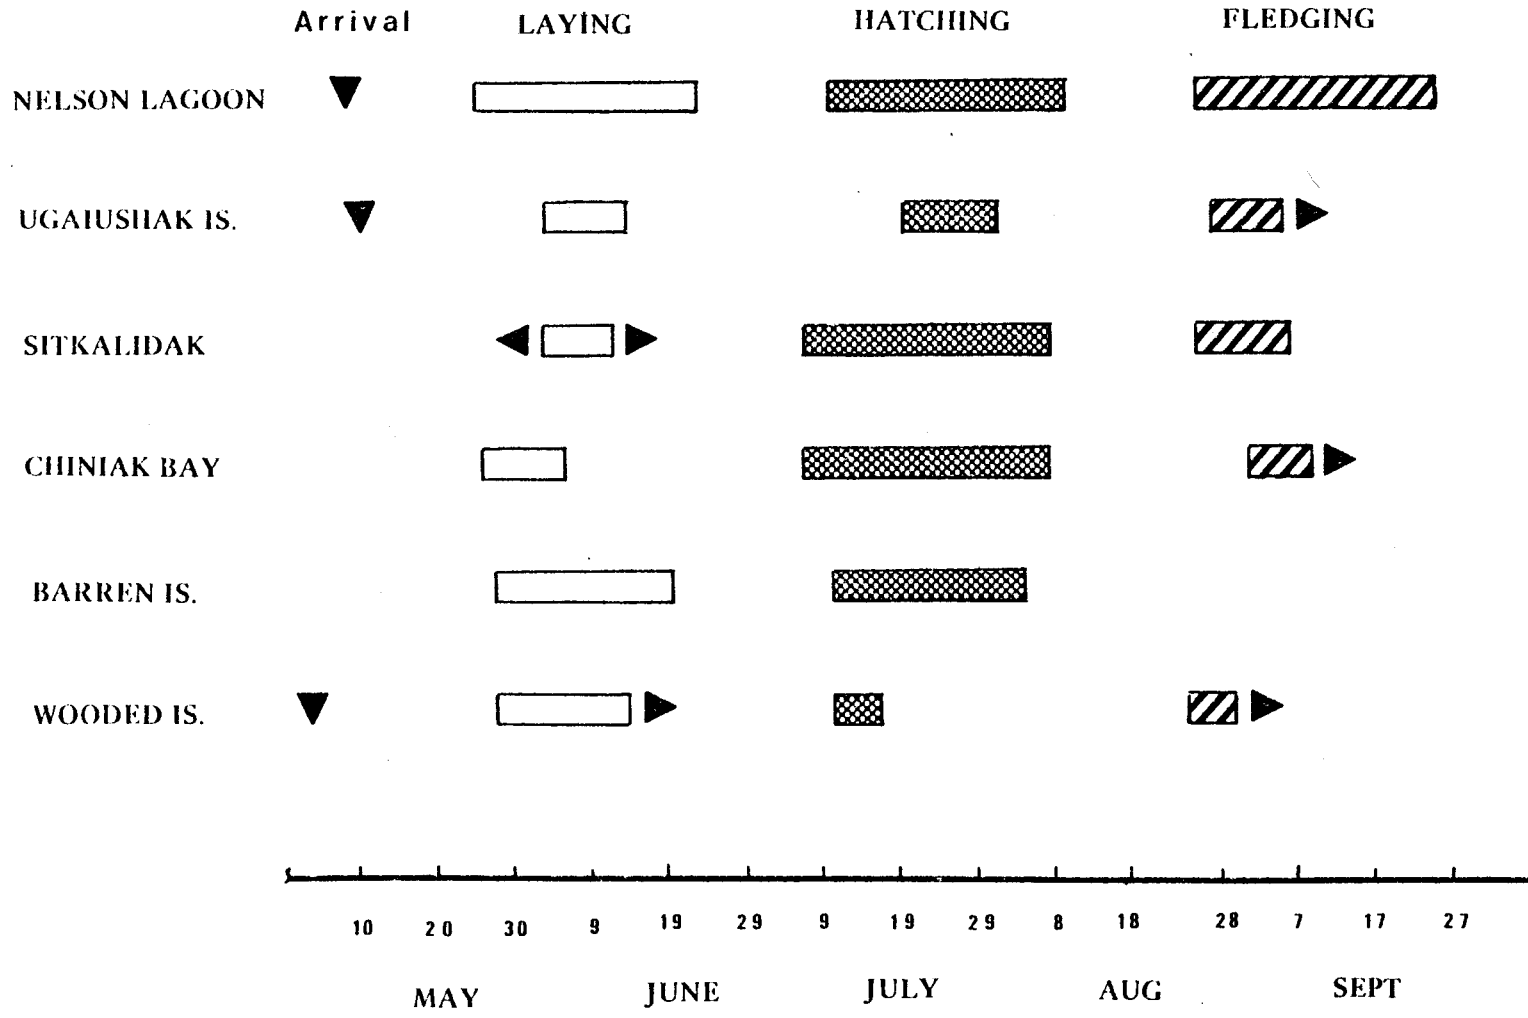 Arrival LAYING HATCHING FLEDGING
NELSON LAGOON
UGAIUSHAK IS.
SITKALIDAK
CHINIAK BAY
BARREN IS.
WOODED IS.
10 20 30 9 19 29 9 19 29 8 18 28 7 17 27
MAY JUNE JULY AUG SEPT